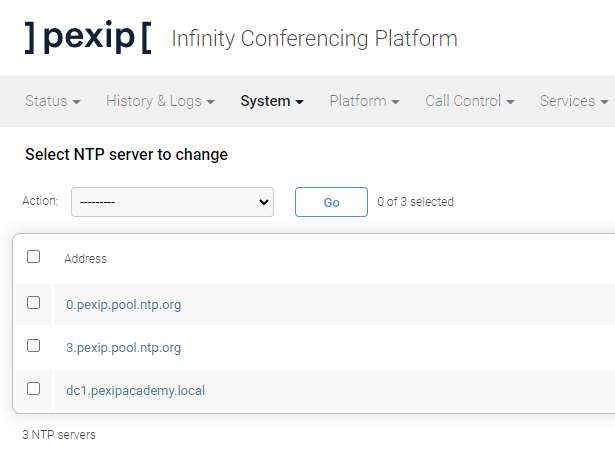 ]pexip[ Infinity Conferencing Platform
Status History & Logs System Platform Call Control Services
Select NTP server to change
Action: --------- Go 0 of 3 selected
Address
0.pexip.pool.ntp.org
3.pexip.pool.ntp.org
dc1.pexipacademy.local
3 NTP servers